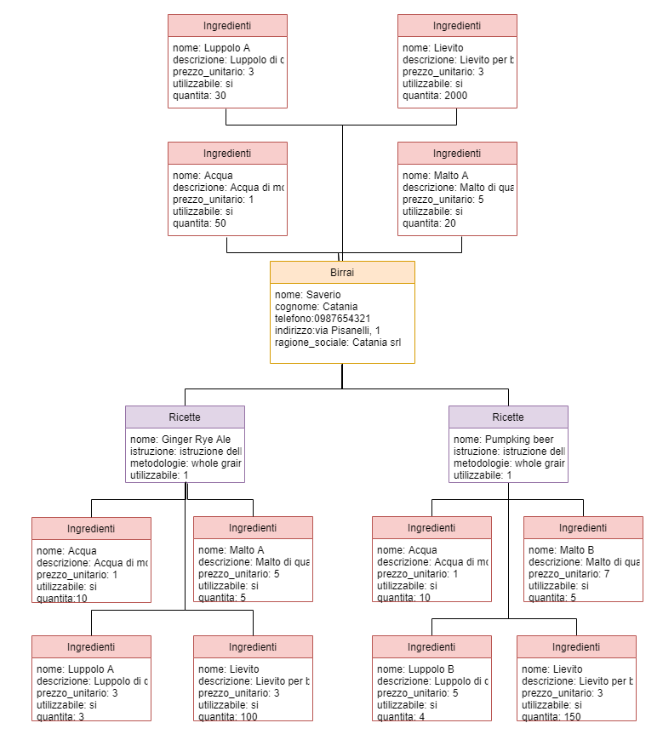 Ingredienti
nome: Luppolo A
descrizione: Luppolo di c
prezzo_unitario: 3
utilizzabile: si
quantita: 30
Ingredienti
nome: Lievito
descrizione: Lievito per b
prezzo_unitario: 3
utilizzabile: si
quantita: 2000
Ingredienti
nome: Acqua
descrizione: Acqua di mo
prezzo_unitario: 1
utilizzabile: si
quantita: 50
Ingredienti
nome: Malto A
descrizione: Malto di qua
prezzo_unitario: 5
utilizzabile: si
quantita: 20
Birrai
nome: Saverio
cognome: Catania
telefono:0987654321
indirizzo:via Pisanelli, 1
ragione_sociale: Catania srl
Ricette
nome: Ginger Rye Ale
istruzione: istruzione dell
metodologie: whole grair
utilizzabile: 1
Ricette
nome: Pumpking beer
istruzione: istruzione dell
metodologie: whole grair
utilizzabile: 1
Ingredienti
nome: Acqua
descrizione: Acqua di mo
prezzo_unitario: 1
utilizzabile: si
quantita:10
Ingredienti
nome: Malto A
descrizione: Malto di qua
prezzo_unitario: 5
utilizzabile: si
quantita: 5
Ingredienti
nome: Acqua
descrizione: Acqua di mo
prezzo_unitario: 1
utilizzabile: si
quantita: 10
Ingredienti
nome: Malto B
descrizione: Malto di qua
prezzo_unitario: 7
utilizzabile: si
quantita: 5
Ingredienti
nome: Luppolo A
descrizione: Luppolo di c
prezzo_unitario: 3
utilizzabile: si
quantita: 3
Ingredienti
nome: Lievito
descrizione: Lievito per b
prezzo_unitario: 3
utilizzabile: si
quantita: 100
Ingredienti
nome: Luppolo B
descrizione: Luppolo di c
prezzo_unitario: 5
utilizzabile: si
quantita: 4
Ingredienti
nome: Lievito
descrizione: Lievito per b
prezzo_unitario: 3
utilizzabile: si
quantita: 150